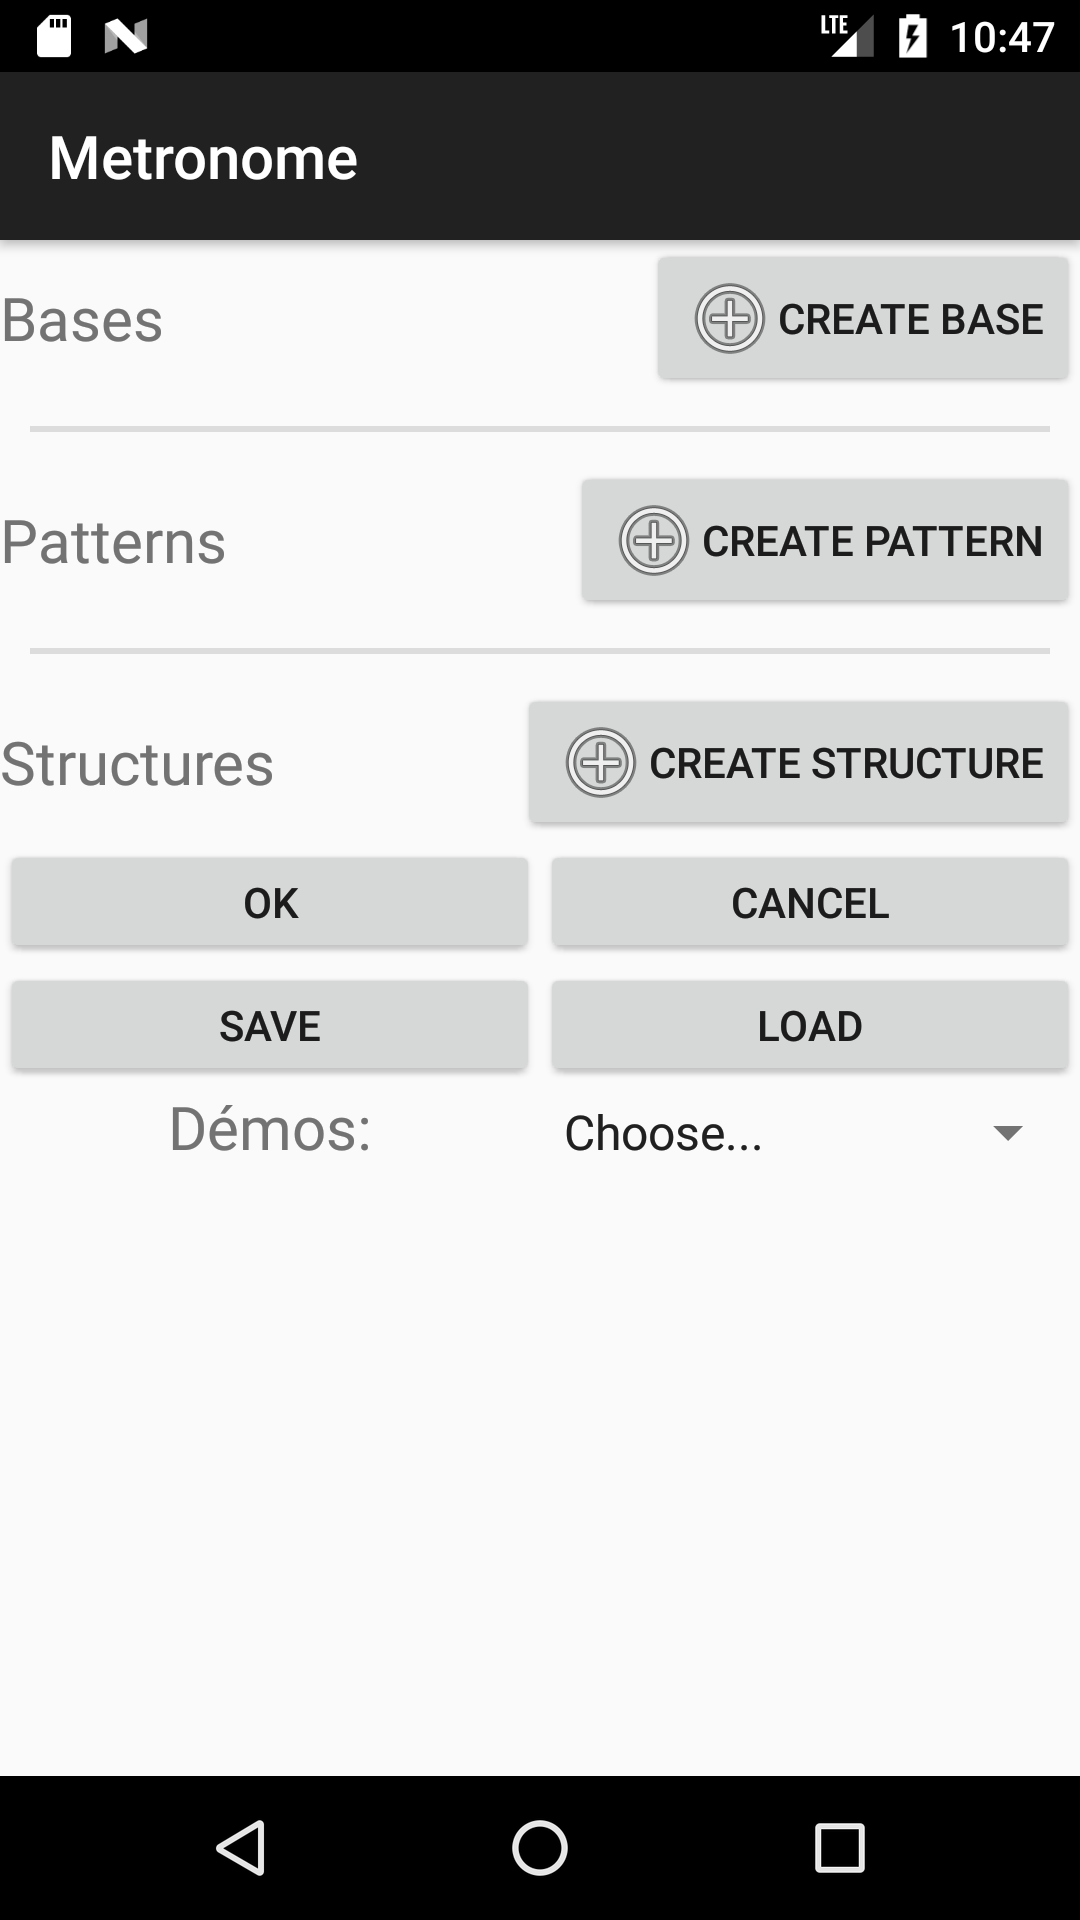 LTE 10:47
Metronome
Bases CREATE BASE
Patterns CREATE PATTERN
Structures CREATE STRUCTURE
OK CANCEL
SAVE LOAD
Démos: Choose...